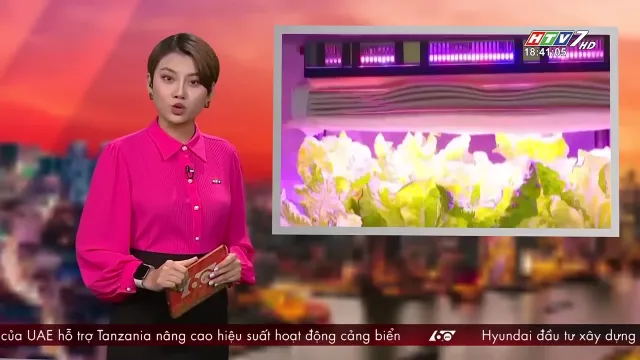 HTV7 HD
18:41:05
của UAE hỗ trợ Tanzania nâng cao hiệu suất hoạt động cảng biển 60 Hyundai đầu tư xây dựng